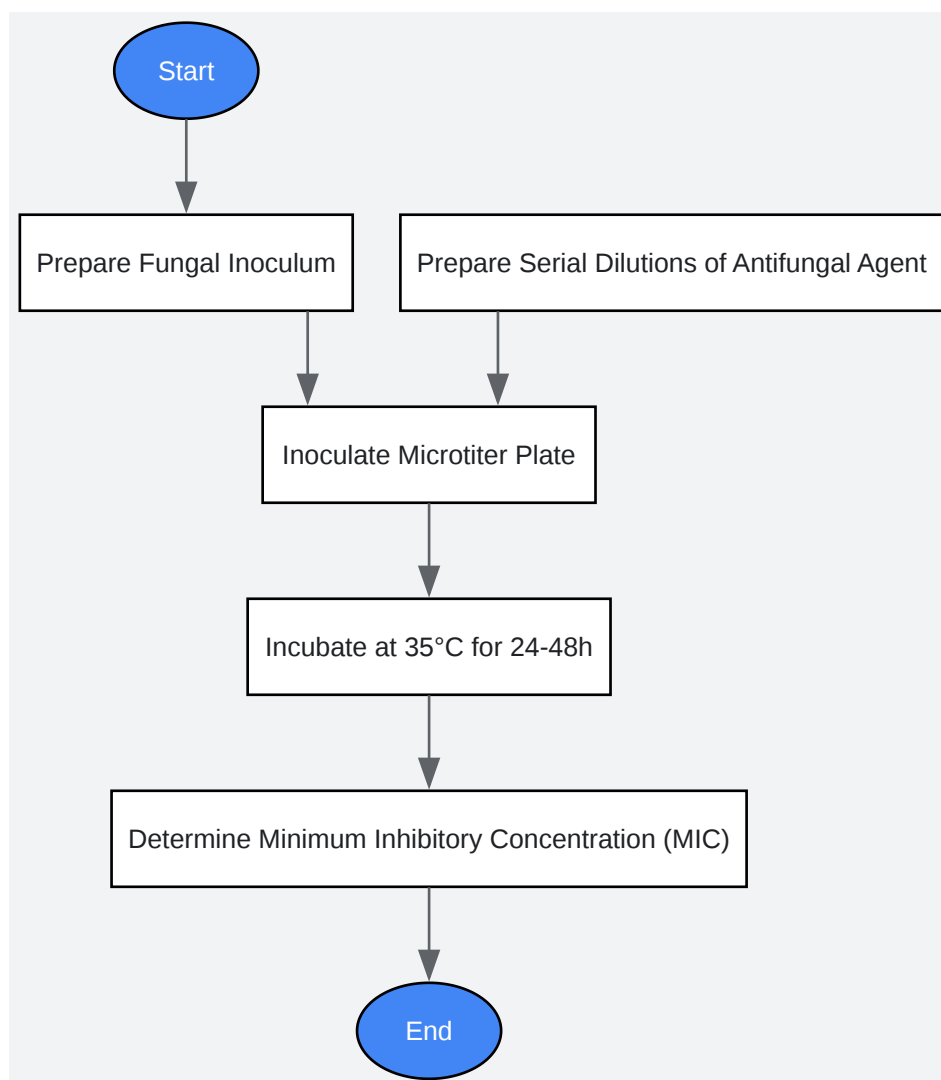 Start
Prepare Fungal Inoculum
Prepare Serial Dilutions of Antifungal Agent
Inoculate Microtiter Plate
Incubate at 35°C for 24-48h
Determine Minimum Inhibitory Concentration (MIC)
End